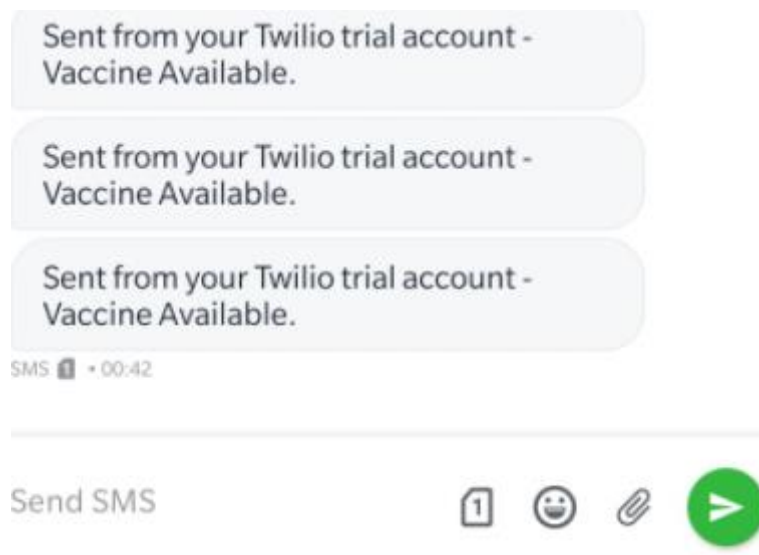 Sent from your Twilio trial account -
Vaccine Available.
Sent from your Twilio trial account -
Vaccine Available.
Sent from your Twilio trial account -
Vaccine Available.
SMS 1 • 00:42
Send SMS 1